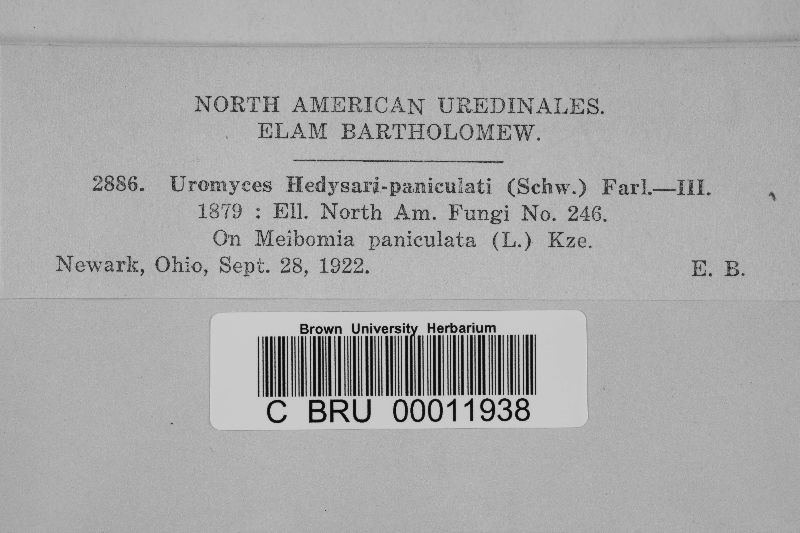 NORTH AMERICAN UREDINALES.
ELAM BARTHOLOMEW.
2886. Uromyces Hedysari-paniculati (Schw.) Farl.—III.
1879 : Ell. North Am. Fungi No. 246.
On Meibomia paniculata (L.) Kze.
Newark, Ohio, Sept. 28, 1922. E. B.
Brown University Herbarium
C BRU 00011938